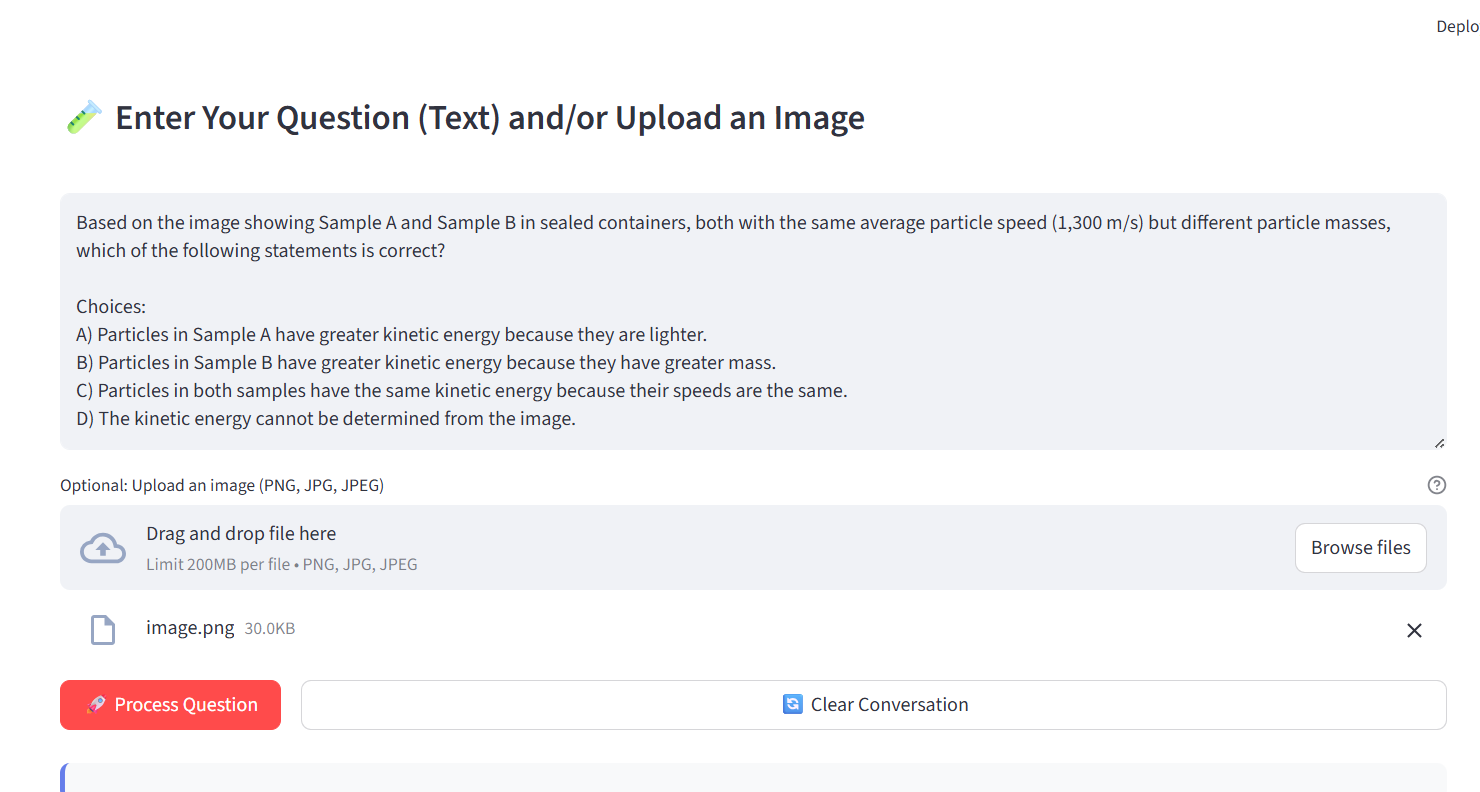 Deplo
Enter Your Question (Text) and/or Upload an Image
Based on the image showing Sample A and Sample B in sealed containers, both with the same average particle speed (1,300 m/s) but different particle masses,
which of the following statements is correct?
Choices:
A) Particles in Sample A have greater kinetic energy because they are lighter.
B) Particles in Sample B have greater kinetic energy because they have greater mass.
C) Particles in both samples have the same kinetic energy because their speeds are the same.
D) The kinetic energy cannot be determined from the image.
Optional: Upload an image (PNG, JPG, JPEG)
Drag and drop file here
Limit 200MB per file • PNG, JPG, JPEG
Browse files
image.png 30.0KB
Process Question
Clear Conversation